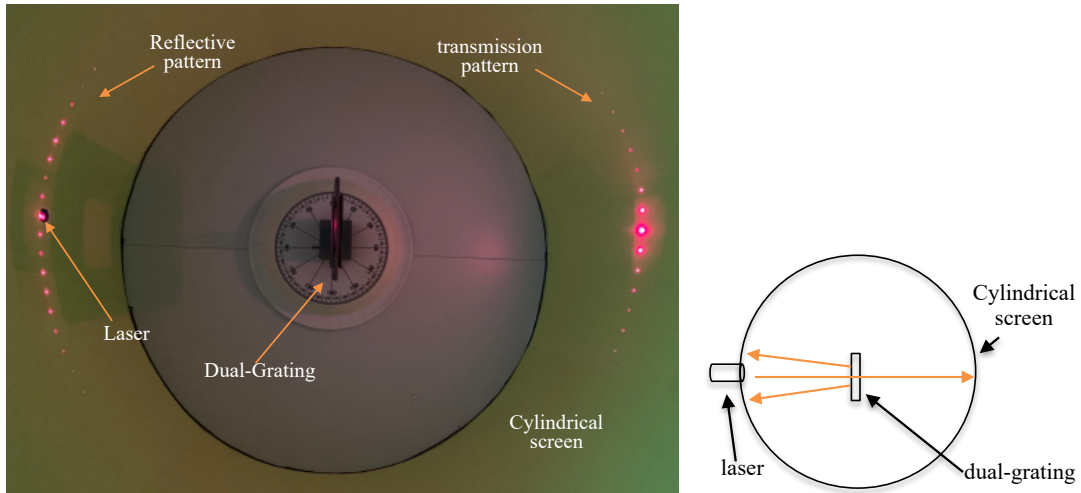 Reflective
pattern
transmission
pattern
Laser
Dual-Grating
Cylindrical
screen
Cylindrical
screen
laser
dual-grating